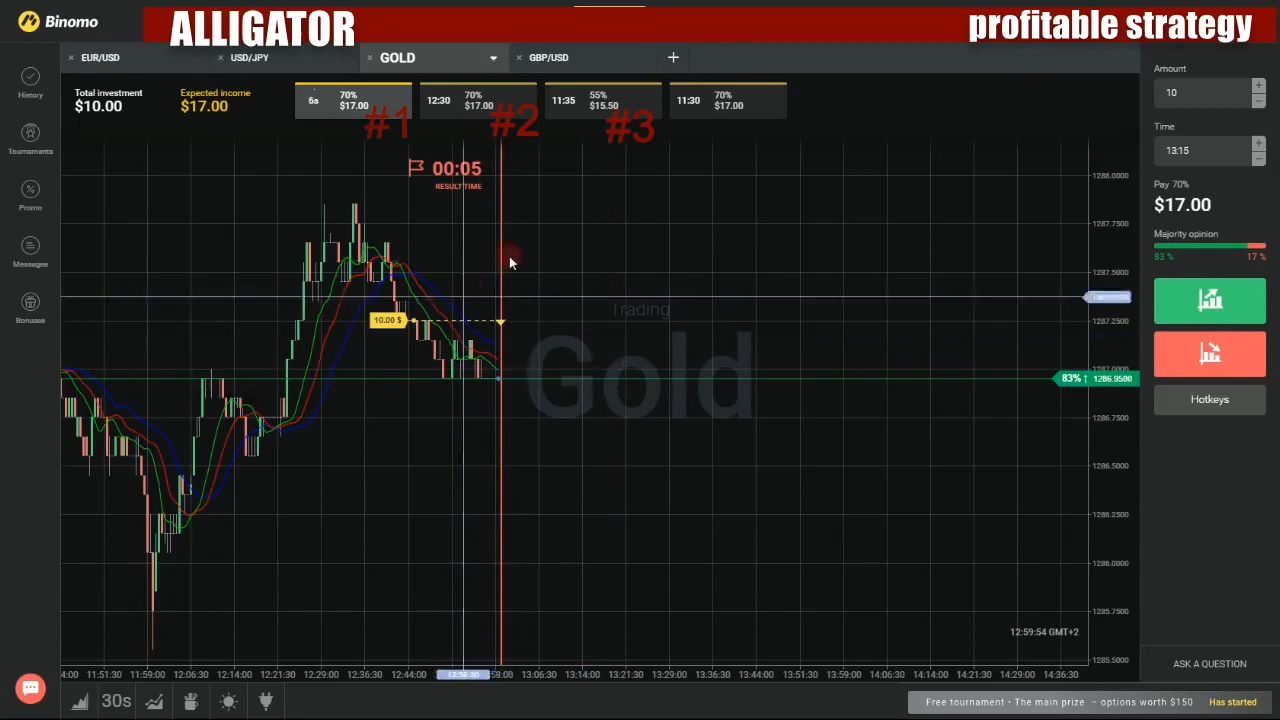 ALLIGATOR
profitable strategy
Binomo
EUR/USD
USD/JPY
GOLD
GBP/USD
Total investment
$10.00
Expected income
$17.00
6s
70%
$17.00
12:30
70%
$17.00
11:35
55%
$15.50
11:30
70%
$17.00
#1
#2
#3
History
Tournaments
Promo
Messages
Bonuses
00:05
RESULT TIME
10.00 $
Trading
Gold
1288.0000
1287.7500
1287.5000
1287.2500
1287.0000
83% ↑ 1286.9500
1286.7500
1286.5000
1286.2500
1286.0000
1285.7500
1285.5000
12:59:54 GMT+2
4:00 11:51:30 11:59:00 12:06:30 12:14:00 12:21:30 12:29:00 12:36:30 12:44:00 13:06:30 13:14:00 13:21:30 13:29:00 13:36:30 13:44:00 13:51:30 13:59:00 14:06:30 14:14:00 14:21:30 14:29:00 14:36:30
30s
Amount
10
+
−
Time
13:15
+
−
Pay 70%
$17.00
Majority opinion
83 %
17 %
Hotkeys
ASK A QUESTION
Free tournament • The main prize – options worth $150 Has started